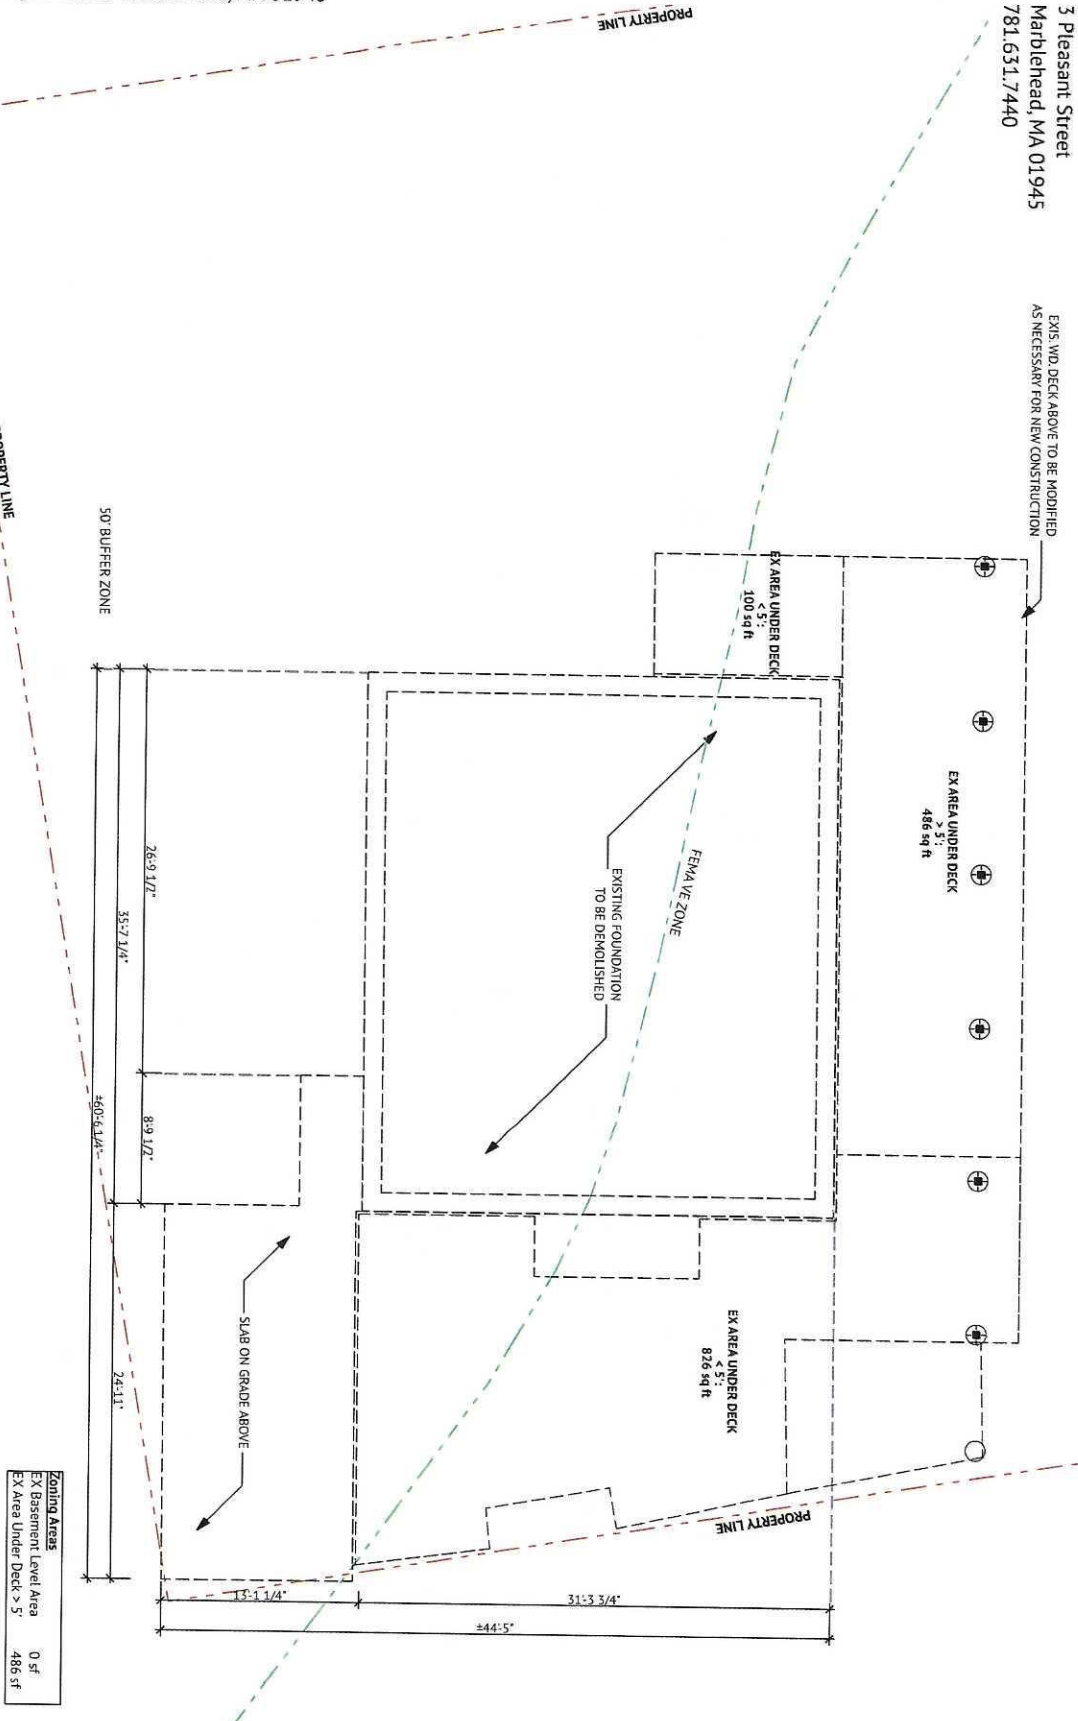 3 Pleasant Street
Marblehead, MA 01945
781.631.7440
PROPERTY LINE
EXIS. WD. DECK ABOVE TO BE MODIFIED
AS NECESSARY FOR NEW CONSTRUCTION
EX AREA UNDER DECK
< 5':
100 sq ft
EX AREA UNDER DECK
> 5':
486 sq ft
FEMA VE ZONE
EXISTING FOUNDATION
TO BE DEMOLISHED
PROPERTY LINE
50' BUFFER ZONE
26'-9 1/2"
35'-7 1/4"
±60'-6 1/4"
8'-9 1/2"
24'-11"
SLAB ON GRADE ABOVE
EX AREA UNDER DECK
< 5':
826 sq ft
PROPERTY LINE
13'-1 1/4"
31'-3 3/4"
±44'-5"
Zoning Areas
EX Basement Level Area 0 sf
EX Area Under Deck > 5' 486 sf